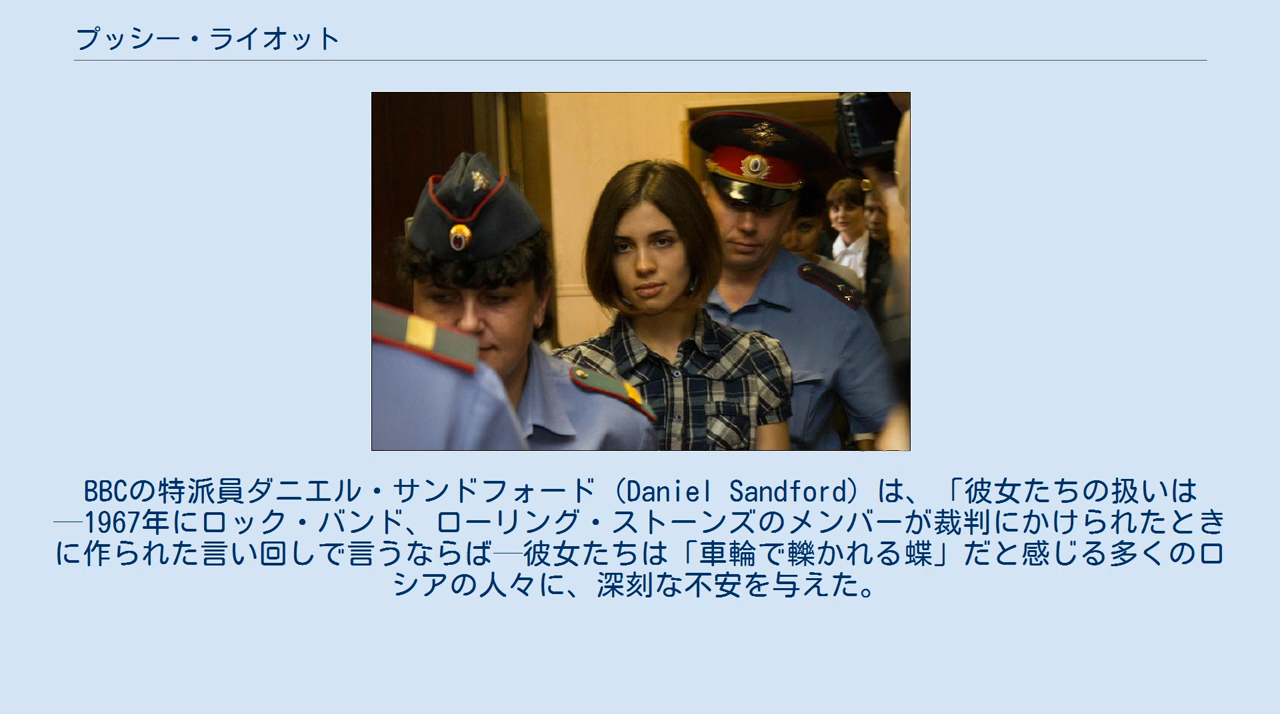 プッシー・ライオット
BBCの特派員ダニエル・サンドフォード (Daniel Sandford) は、「彼女たちの扱いは
―1967年にロック・バンド、ローリング・ストーンズのメンバーが裁判にかけられたとき
に作られた言い回しで言うならば―彼女たちは「車輪で轢かれる蝶」だと感じる多くのロ
シアの人々に、深刻な不安を与えた。